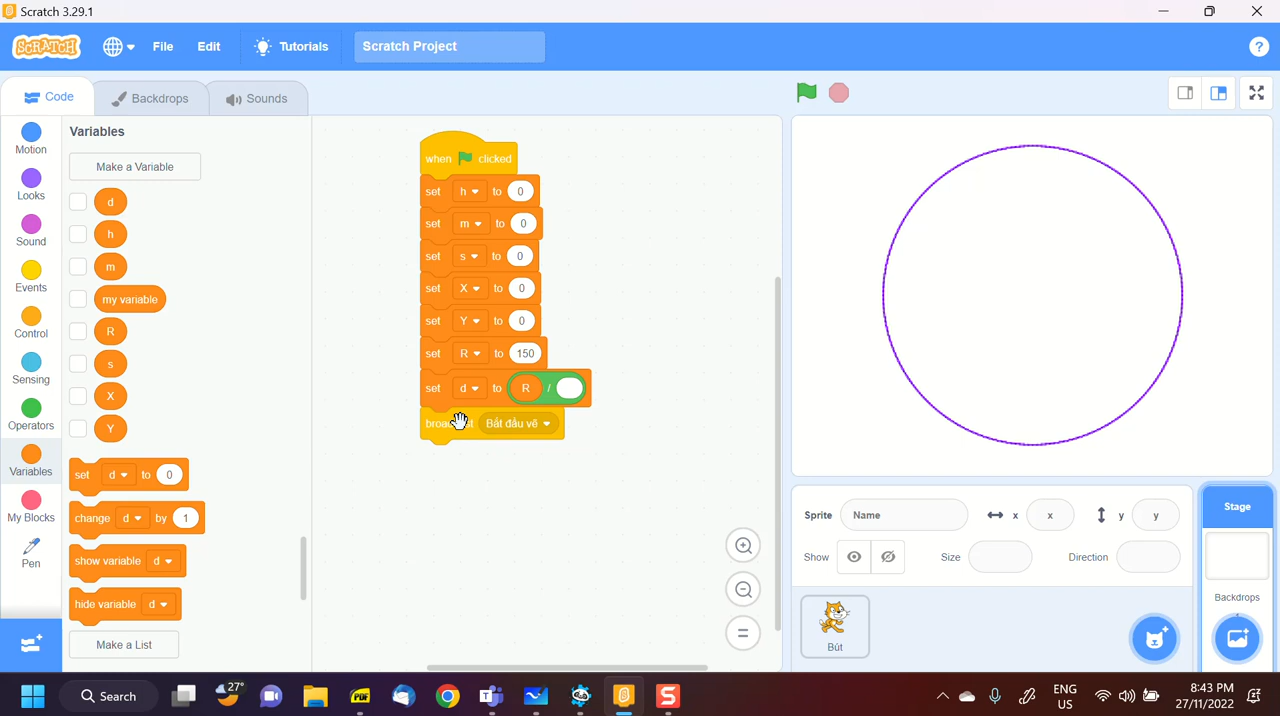 Scratch 3.29.1
SCRATCH File Edit Tutorials Scratch Project ?
Code Backdrops Sounds
Motion
Looks
Sound
Events
Control
Sensing
Operators
Variables
My Blocks
Pen
Variables
Make a Variable
d
h
m
my variable
R
s
X
Y
set d to 0
change d by 1
show variable d
hide variable d
Make a List
when clicked
set h to 0
set m to 0
set s to 0
set X to 0
set Y to 0
set R to 150
set d to R /
Bắt đầu vẽ
Sprite Name x x y y
Show Size Direction
Bút
Stage
Backdrops
Search
27°
PDF
S
ENG
US
8:43 PM
27/11/2022